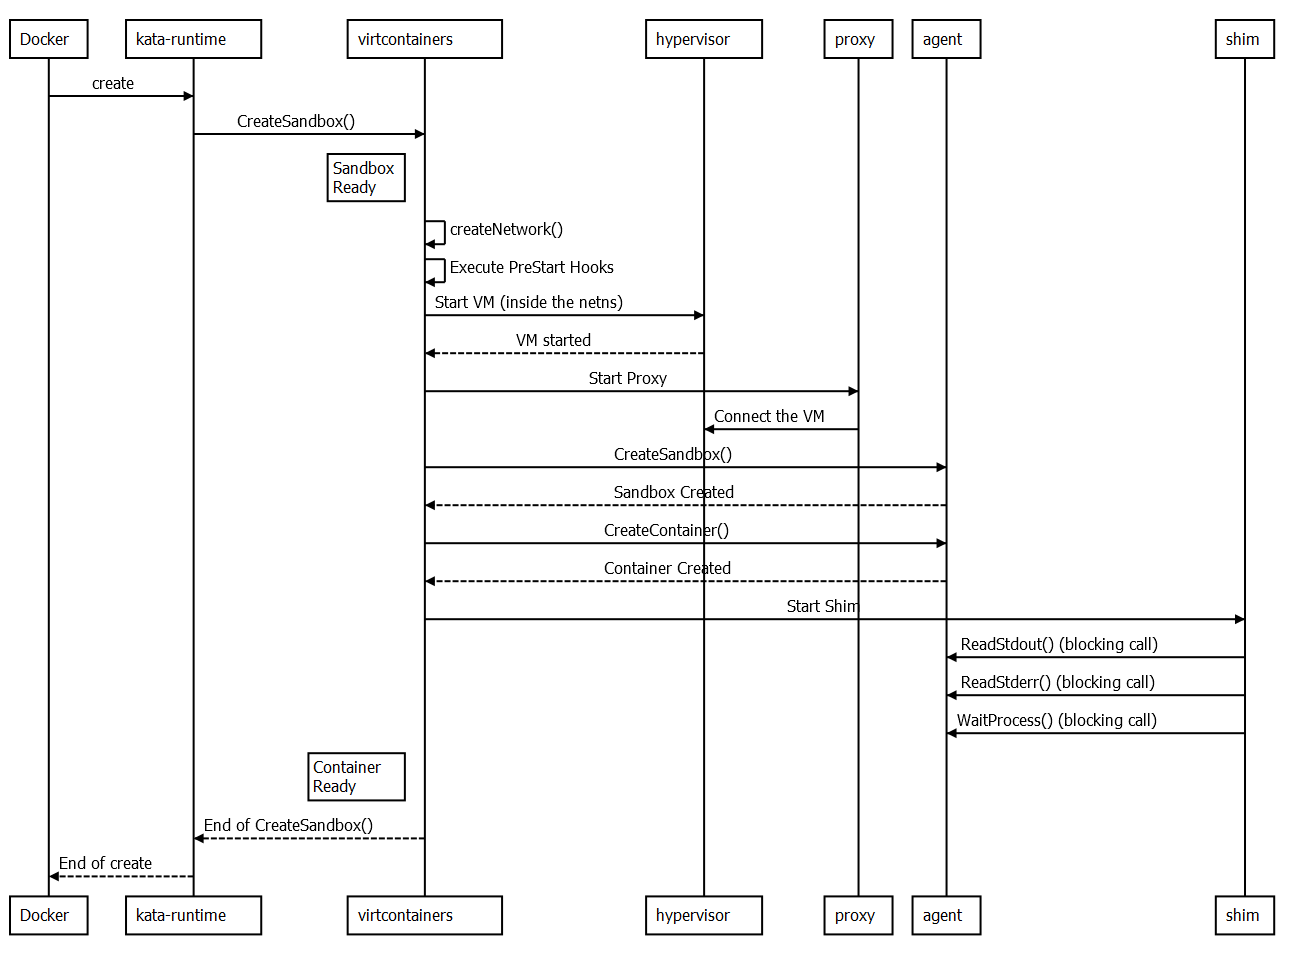 Docker
kata-runtime
virtcontainers
hypervisor
proxy
agent
shim
create
CreateSandbox()
Sandbox
Ready
createNetwork()
Execute PreStart Hooks
Start VM (inside the netns)
VM started
Start Proxy
Connect the VM
CreateSandbox()
Sandbox Created
CreateContainer()
Container Created
Start Shim
ReadStdout() (blocking call)
ReadStderr() (blocking call)
WaitProcess() (blocking call)
Container
Ready
End of CreateSandbox()
End of create
Docker
kata-runtime
virtcontainers
hypervisor
proxy
agent
shim